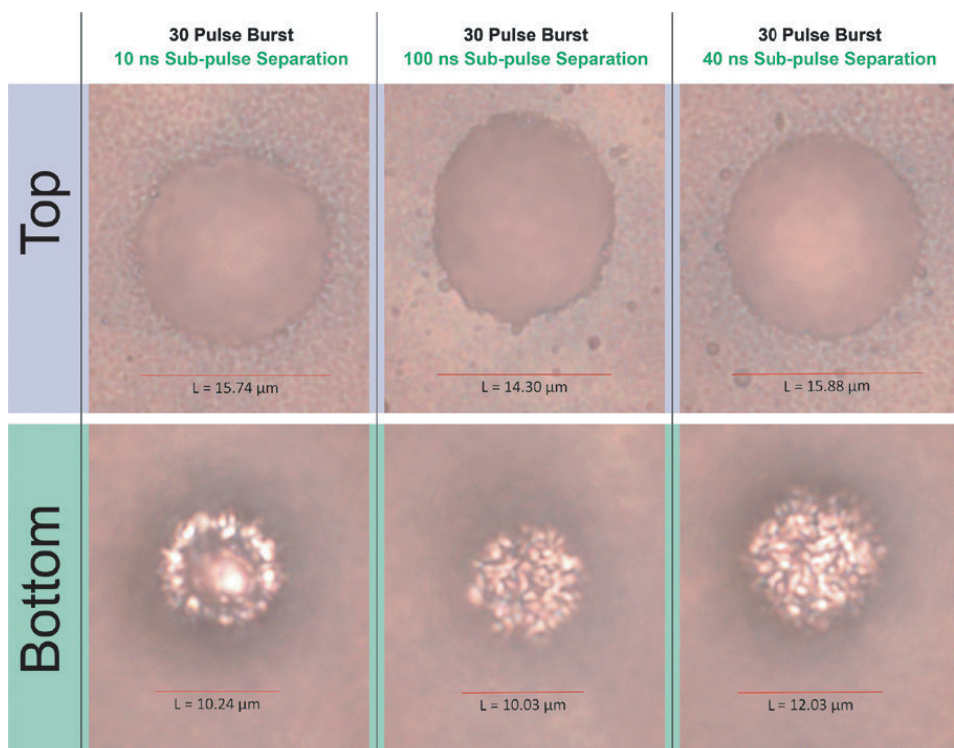 30 Pulse Burst
10 ns Sub-pulse Separation
30 Pulse Burst
100 ns Sub-pulse Separation
30 Pulse Burst
40 ns Sub-pulse Separation
Top
L = 15.74 μm
L = 14.30 μm
L = 15.88 μm
Bottom
L = 10.24 μm
L = 10.03 μm
L = 12.03 μm